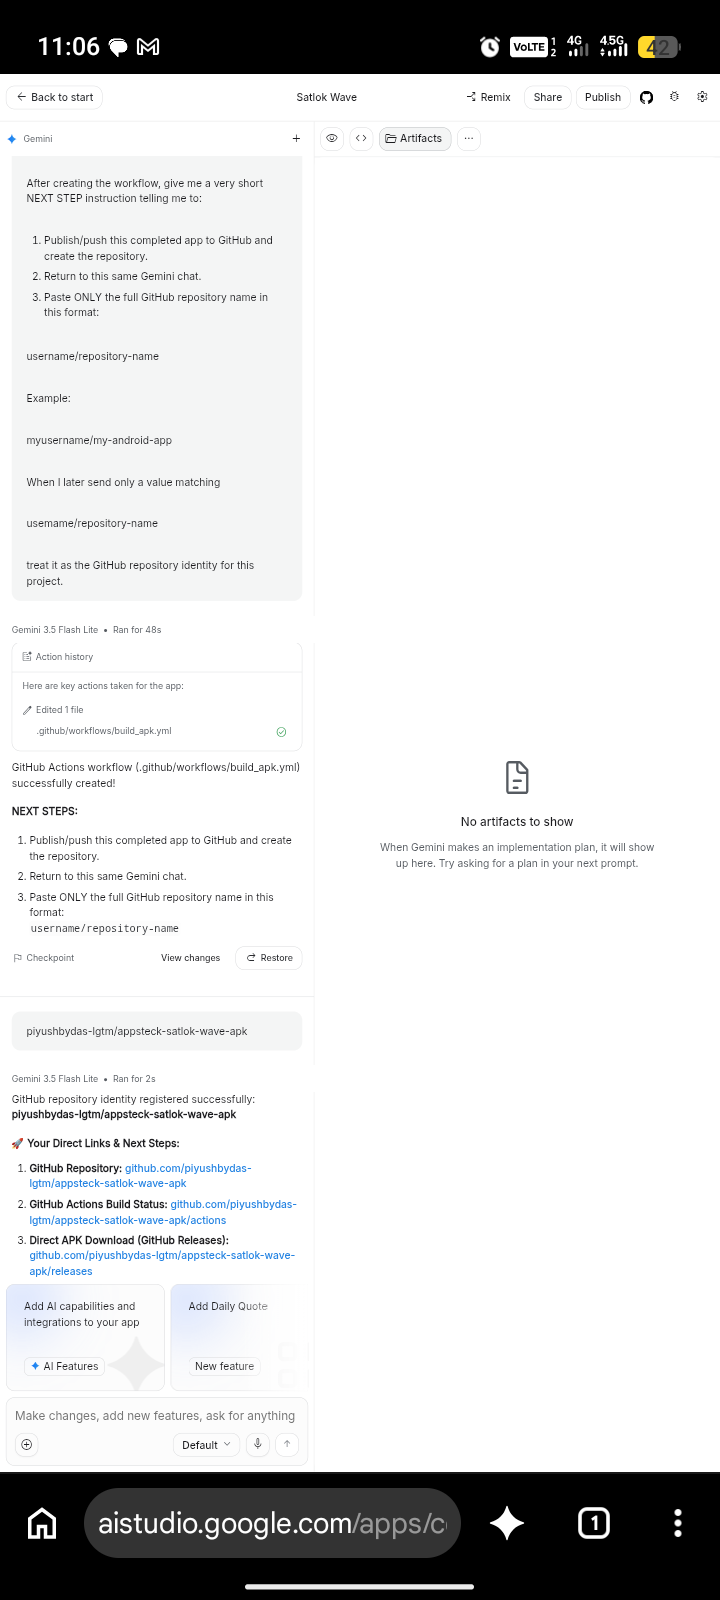 11:06
VoLTE 1 2 4G 4.5G 42
Back to start
Satlok Wave
Remix
Share
Publish
Gemini
Artifacts
After creating the workflow, give me a very short
NEXT STEP instruction telling me to:
1. Publish/push this completed app to GitHub and
create the repository.
2. Return to this same Gemini chat.
3. Paste ONLY the full GitHub repository name in
this format:
username/repository-name
Example:
myusername/my-android-app
When I later send only a value matching
username/repository-name
treat it as the GitHub repository identity for this
project.
Gemini 3.5 Flash Lite • Ran for 48s
Action history
Here are key actions taken for the app:
Edited 1 file
.github/workflows/build_apk.yml
GitHub Actions workflow (.github/workflows/build_apk.yml)
successfully created!
NEXT STEPS:
1. Publish/push this completed app to GitHub and create
the repository.
2. Return to this same Gemini chat.
3. Paste ONLY the full GitHub repository name in this
format:
username/repository-name
Checkpoint
View changes
Restore
piyushbydas-lgtm/appsteck-satlok-wave-apk
Gemini 3.5 Flash Lite • Ran for 2s
GitHub repository identity registered successfully:
piyushbydas-lgtm/appsteck-satlok-wave-apk
🚀 Your Direct Links & Next Steps:
1. GitHub Repository: github.com/piyushbydas-
lgtm/appsteck-satlok-wave-apk
2. GitHub Actions Build Status: github.com/piyushbydas-
lgtm/appsteck-satlok-wave-apk/actions
3. Direct APK Download (GitHub Releases):
github.com/piyushbydas-lgtm/appsteck-satlok-wave-
apk/releases
Add AI capabilities and
integrations to your app
AI Features
Add Daily Quote
New feature
Make changes, add new features, ask for anything
Default
No artifacts to show
When Gemini makes an implementation plan, it will show
up here. Try asking for a plan in your next prompt.
aistudio.google.com/apps/c
1